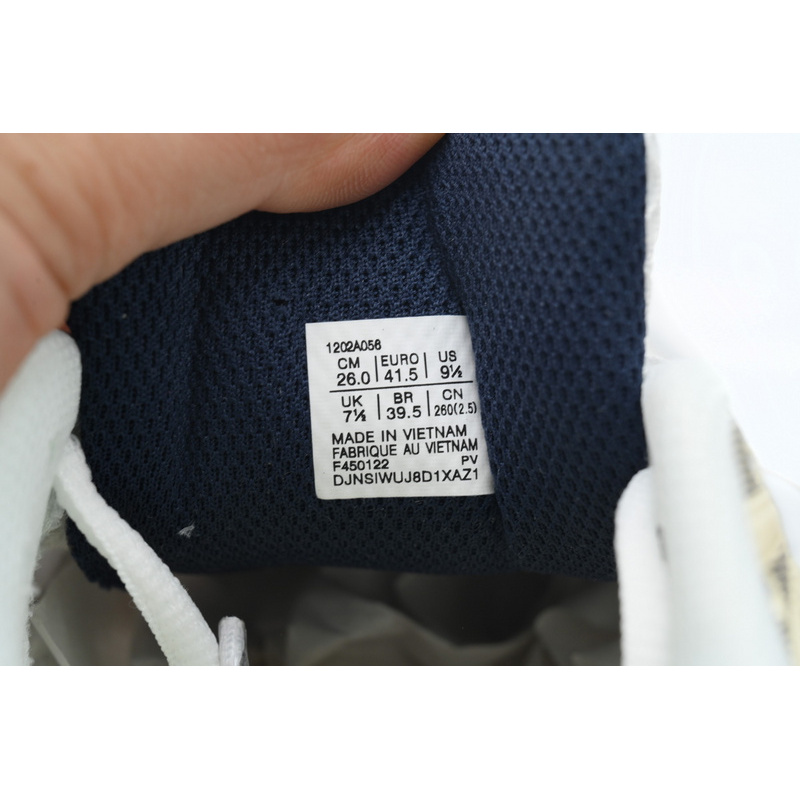 1202A056
CM EURO US
26.0 41.5 9½
UK BR CN
7½ 39.5 260(2.5)
MADE IN VIETNAM
FABRIQUE AU VIETNAM
F450122 PV
DJNSIWUJ8D1XAZ1